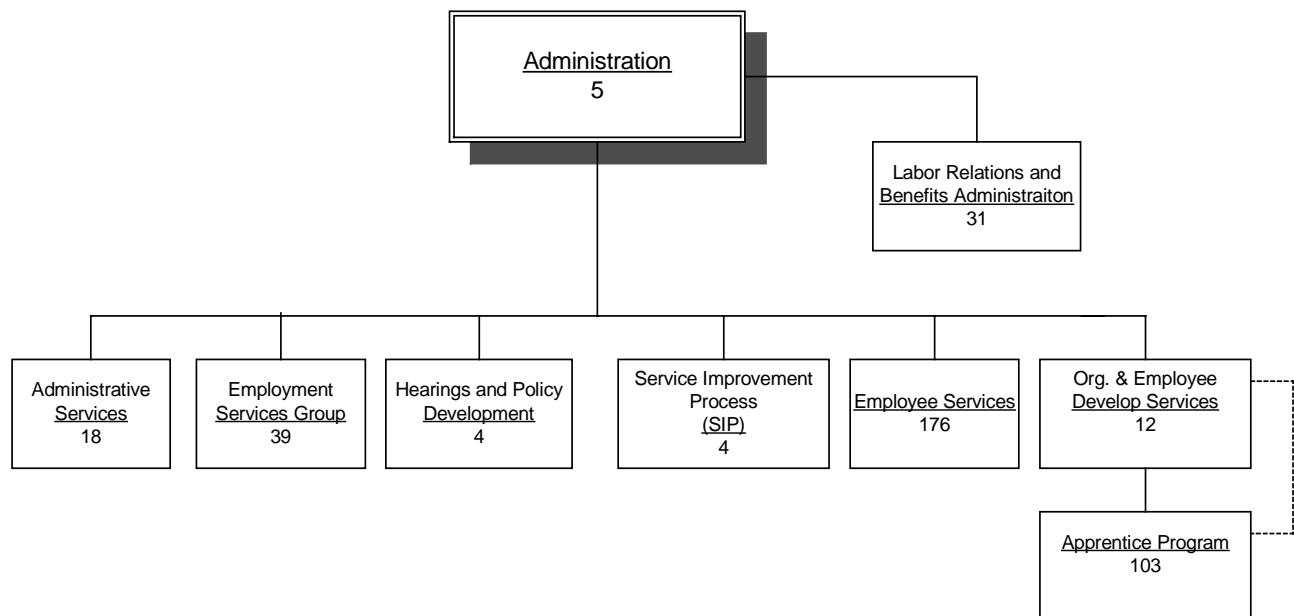 Administration
5
Labor Relations and
Benefits Administraiton
31
Administrative
Services
18
Employment
Services Group
39
Hearings and Policy
Development
4
Service Improvement
Process
(SIP)
4
Employee Services
176
Org. & Employee
Develop Services
12
Apprentice Program
103